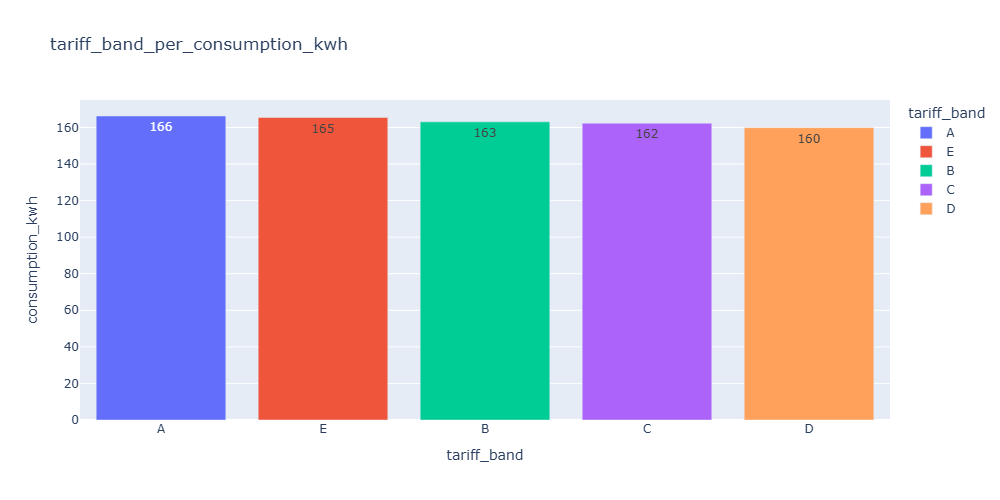 tariff_band_per_consumption_kwh
consumption_kwh
160
140
120
100
80
60
40
20
0
166
165
163
162
160
A
E
B
C
D
tariff_band
tariff_band
A
E
B
C
D